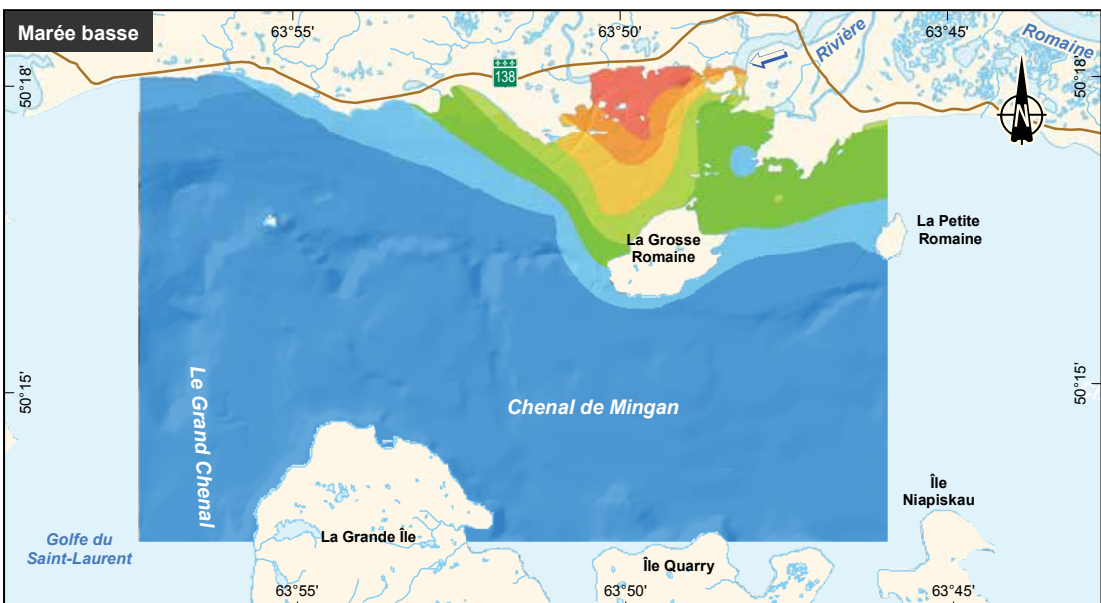 Marée basse
63°55'
63°50'
63°45'
Rivière
Romaine
50°18'
138
50°18'
N
La Grosse
Romaine
La Petite
Romaine
50°15'
50°15'
Le Grand Chenal
Chenal de Mingan
Île
Niapiskau
La Grande Île
Golfe du
Saint-Laurent
Île Quarry
63°55'
63°50'
63°45'